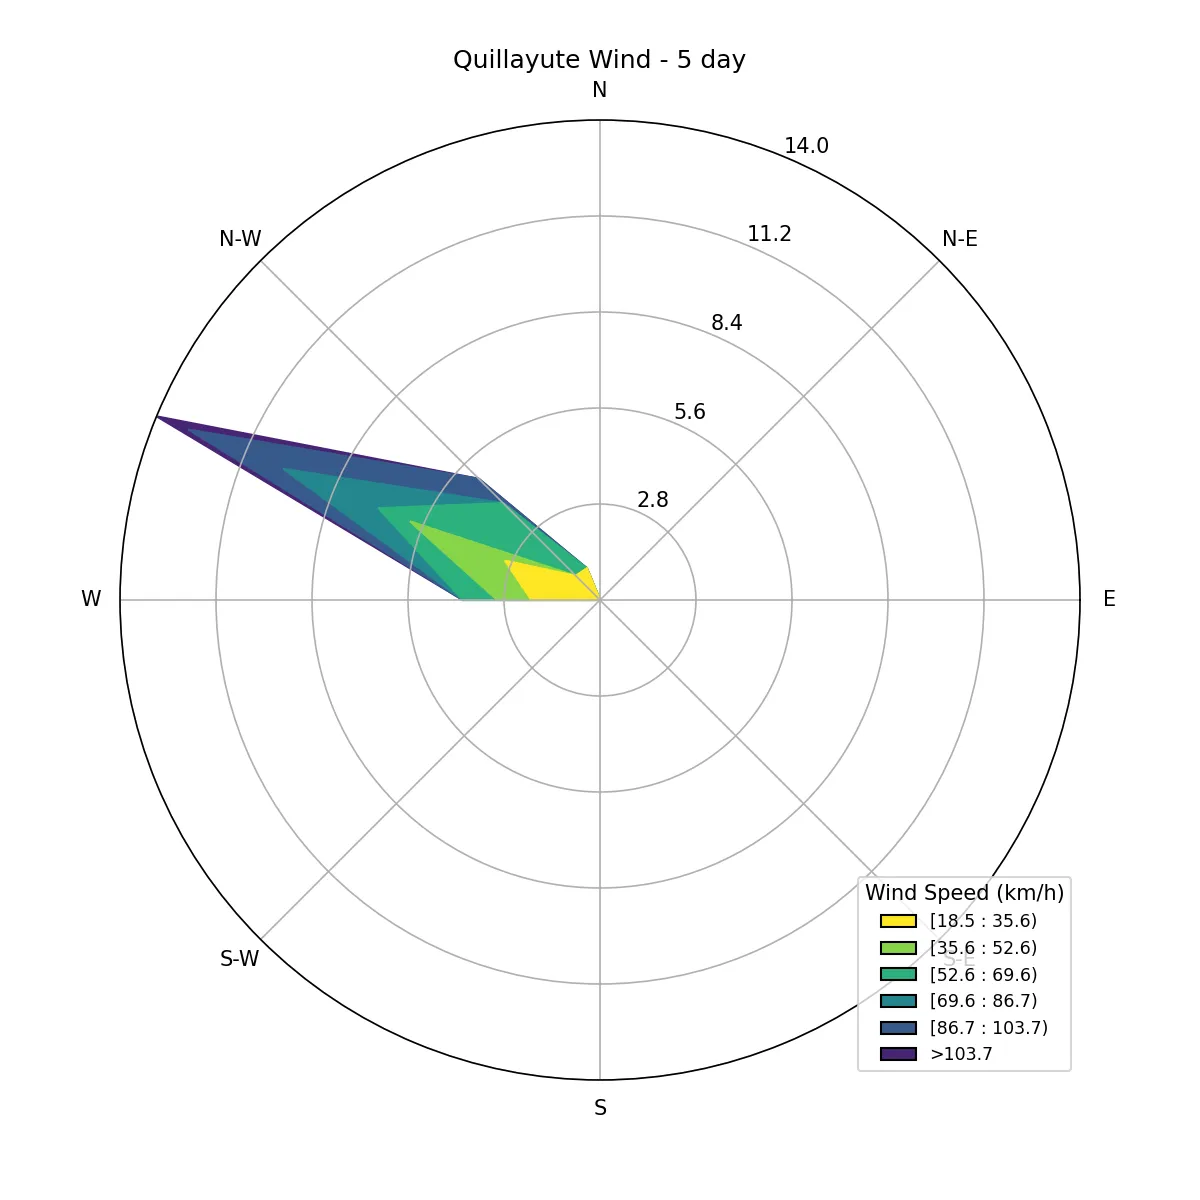 Quillayute Wind - 5 day
N
14.0
N-W
11.2
N-E
8.4
5.6
2.8
W
E
S-W
S-E
Wind Speed (km/h)
[18.5 : 35.6)
[35.6 : 52.6)
[52.6 : 69.6)
[69.6 : 86.7)
[86.7 : 103.7)
>103.7
S